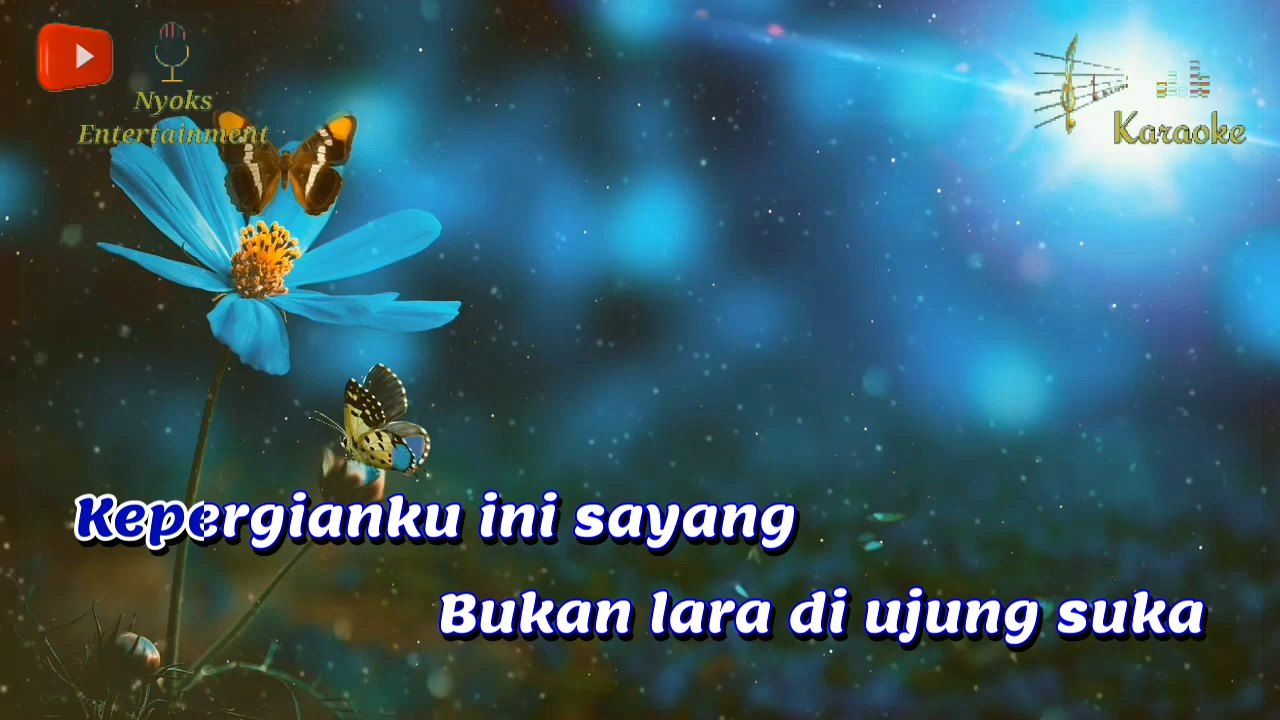 Nyoks
Entertainment
Karaoke
Kepergianku ini sayang
Bukan lara di ujung suka